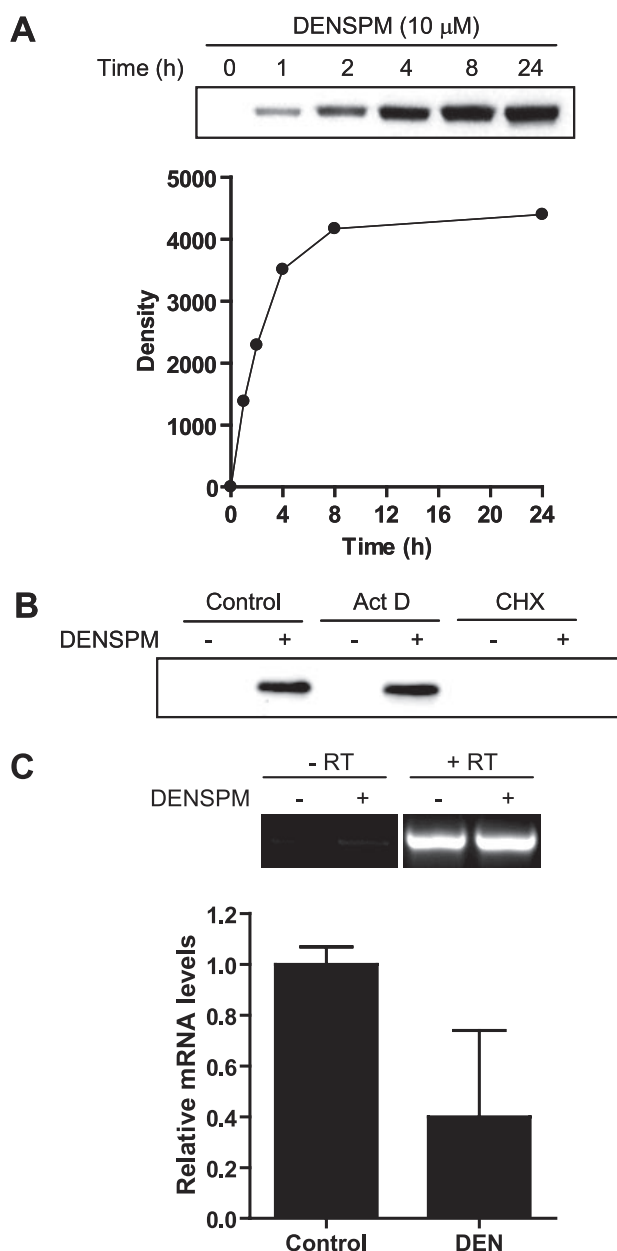 A
DENSPM (10 µM)
Time (h) 0 1 2 4 8 24
5000
4000
3000
2000
1000
0
Density
0 4 8 12 16 20 24
Time (h)
B
Control Act D CHX
DENSPM - + - + - +
C
- RT + RT
DENSPM - + - +
1.2
1.0
0.8
0.6
0.4
0.2
0.0
Relative mRNA levels
Control DEN